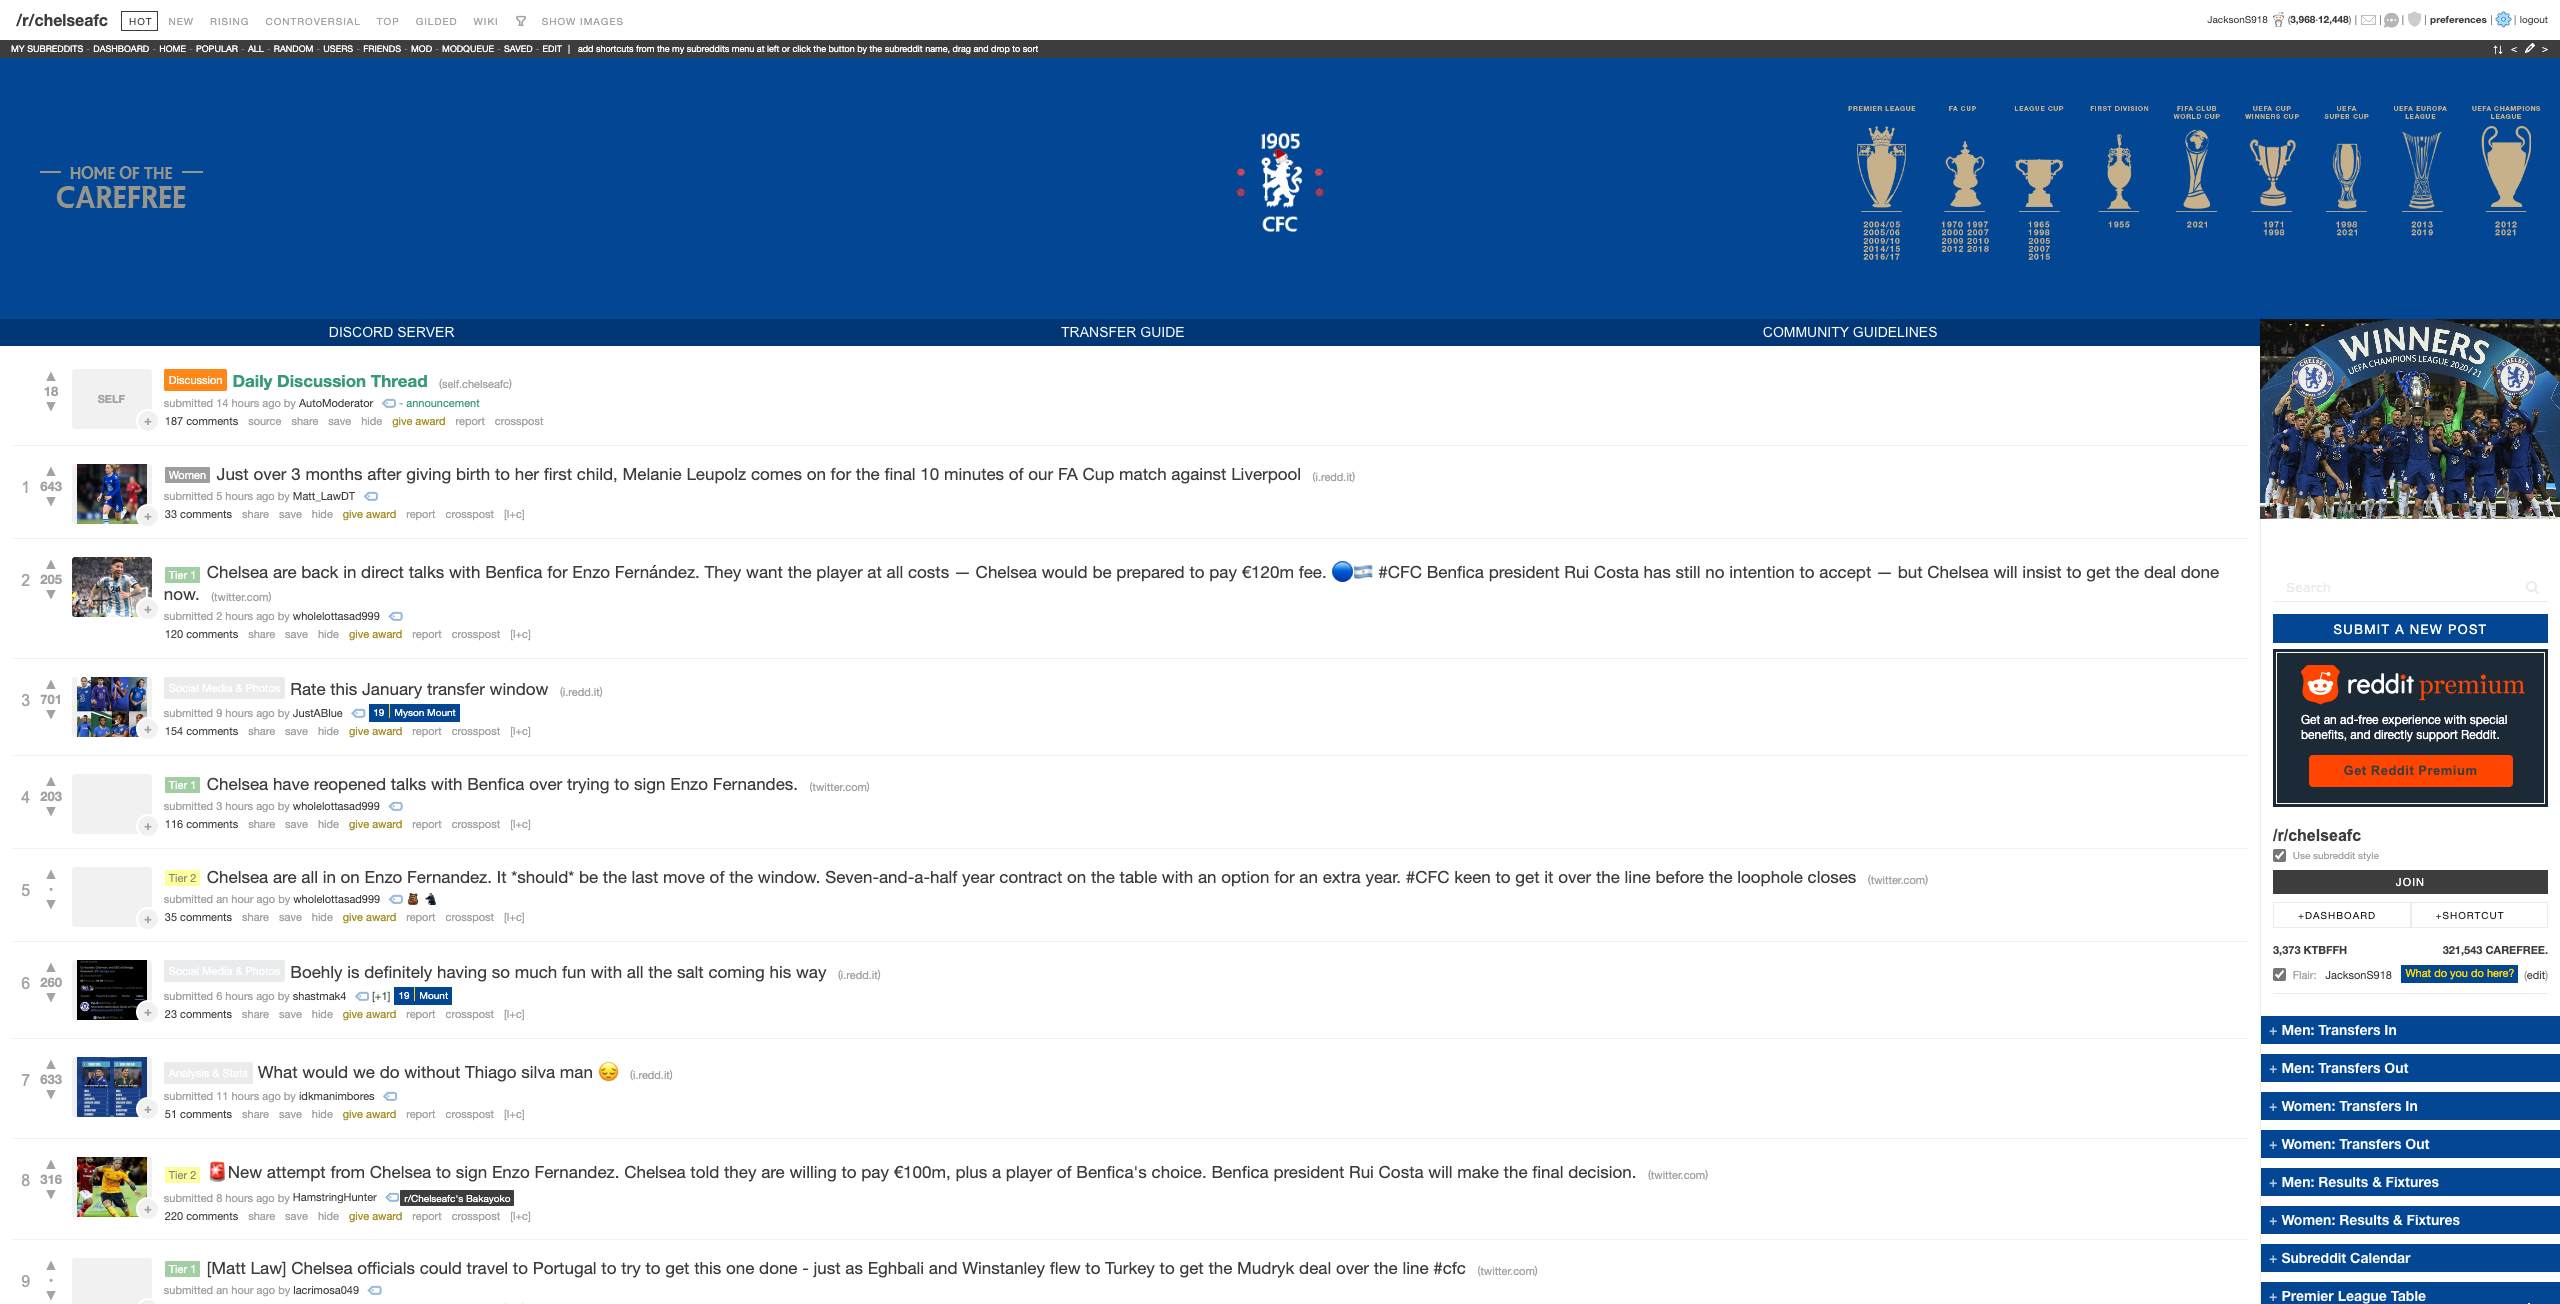 /r/chelseafc HOT NEW RISING CONTROVERSIAL TOP GILDED WIKI SHOW IMAGES
JacksonS918 (3,968·12,448) | | | | preferences | | logout
MY SUBREDDITS - DASHBOARD - HOME - POPULAR - ALL - RANDOM - USERS - FRIENDS - MOD - MODQUEUE - SAVED - EDIT | add shortcuts from the my subreddits menu at left or click the button by the subreddit name, drag and drop to sort
HOME OF THE
CAREFREE
1905
CFC
PREMIER LEAGUE
2004/05
2005/06
2009/10
2014/15
2016/17
FA CUP
1970 1997
2000 2007
2009 2010
2012 2018
LEAGUE CUP
1965
1998
2005
2007
2015
FIRST DIVISION
1955
FIFA CLUB
WORLD CUP
2021
UEFA CUP
WINNERS CUP
1971
1998
UEFA
SUPER CUP
1998
2021
UEFA EUROPA
LEAGUE
2013
2019
UEFA CHAMPIONS
LEAGUE
2012
2021
DISCORD SERVER TRANSFER GUIDE COMMUNITY GUIDELINES
18
SELF
Discussion Daily Discussion Thread (self.chelseafc)
submitted 14 hours ago by AutoModerator - announcement
187 comments source share save hide give award report crosspost
1 643
Women Just over 3 months after giving birth to her first child, Melanie Leupolz comes on for the final 10 minutes of our FA Cup match against Liverpool (i.redd.it)
submitted 5 hours ago by Matt_LawDT
33 comments share save hide give award report crosspost [l+c]
2 205
Tier 1 Chelsea are back in direct talks with Benfica for Enzo Fernández. They want the player at all costs — Chelsea would be prepared to pay €120m fee. 🔵🇦🇷 #CFC Benfica president Rui Costa has still no intention to accept — but Chelsea will insist to get the deal done
now. (twitter.com)
submitted 2 hours ago by wholelottasad999
120 comments share save hide give award report crosspost [l+c]
3 701
Social Media & Photos Rate this January transfer window (i.redd.it)
submitted 9 hours ago by JustABlue 19 Myson Mount
154 comments share save hide give award report crosspost [l+c]
4 203
Tier 1 Chelsea have reopened talks with Benfica over trying to sign Enzo Fernandes. (twitter.com)
submitted 3 hours ago by wholelottasad999
116 comments share save hide give award report crosspost [l+c]
5 •
Tier 2 Chelsea are all in on Enzo Fernandez. It *should* be the last move of the window. Seven-and-a-half year contract on the table with an option for an extra year. #CFC keen to get it over the line before the loophole closes (twitter.com)
submitted an hour ago by wholelottasad999
35 comments share save hide give award report crosspost [l+c]
6 260
Social Media & Photos Boehly is definitely having so much fun with all the salt coming his way (i.redd.it)
submitted 6 hours ago by shastmak4 [+1] 19 Mount
23 comments share save hide give award report crosspost [l+c]
7 633
Analysis & Stats What would we do without Thiago silva man 😔 (i.redd.it)
submitted 11 hours ago by idkmanimbores
51 comments share save hide give award report crosspost [l+c]
8 316
Tier 2 🚨New attempt from Chelsea to sign Enzo Fernandez. Chelsea told they are willing to pay €100m, plus a player of Benfica's choice. Benfica president Rui Costa will make the final decision. (twitter.com)
submitted 8 hours ago by HamstringHunter r/Chelseafc's Bakayoko
220 comments share save hide give award report crosspost [l+c]
9 •
Tier 1 [Matt Law] Chelsea officials could travel to Portugal to try to get this one done - just as Eghbali and Winstanley flew to Turkey to get the Mudryk deal over the line #cfc (twitter.com)
submitted an hour ago by lacrimosa049
WINNERS
UEFA CHAMPIONS LEAGUE 2020/21
Search
SUBMIT A NEW POST
reddit premium
Get an ad-free experience with special
benefits, and directly support Reddit.
Get Reddit Premium
/r/chelseafc
Use subreddit style
JOIN
+DASHBOARD +SHORTCUT
3,373 KTBFFH 321,543 CAREFREE.
Flair: JacksonS918 What do you do here? (edit)
+ Men: Transfers In
+ Men: Transfers Out
+ Women: Transfers In
+ Women: Transfers Out
+ Men: Results & Fixtures
+ Women: Results & Fixtures
+ Subreddit Calendar
+ Premier League Table